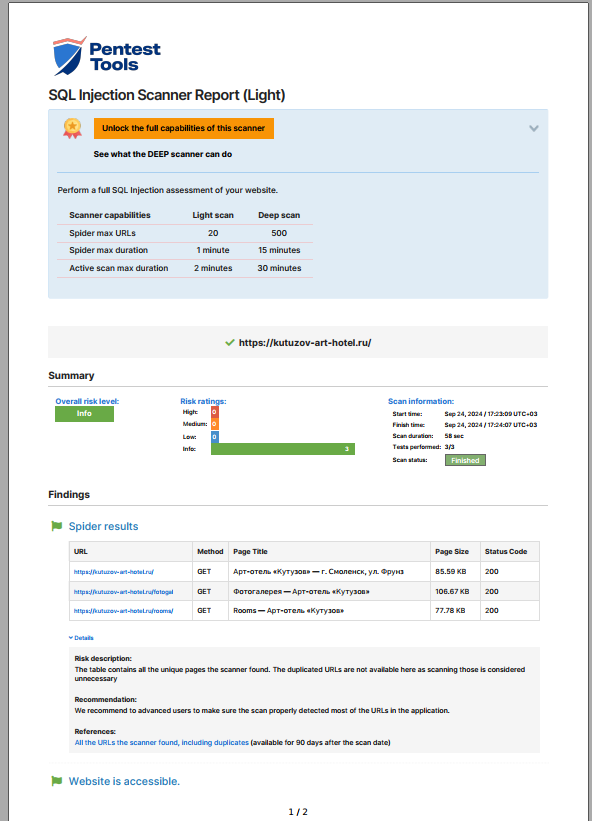 Pentest
Tools
SQL Injection Scanner Report (Light)
Unlock the full capabilities of this scanner
See what the DEEP scanner can do
Perform a full SQL Injection assessment of your website.
Scanner capabilities Light scan Deep scan
Spider max URLs 20 500
Spider max duration 1 minute 15 minutes
Active scan max duration 2 minutes 30 minutes
https://kutuzov-art-hotel.ru/
Summary
Overall risk level:
Info
Risk ratings:
High: 0
Medium: 0
Low: 0
Info: 3
Scan information:
Start time: Sep 24, 2024 / 17:23:09 UTC+03
Finish time: Sep 24, 2024 / 17:24:07 UTC+03
Scan duration: 58 sec
Tests performed: 3/3
Scan status: Finished
Findings
Spider results
URL Method Page Title Page Size Status Code
https://kutuzov-art-hotel.ru/ GET Арт-отель «Кутузов» — г. Смоленск, ул. Фрунз 85.59 KB 200
https://kutuzov-art-hotel.ru/fotogal GET Фотогалерея — Арт-отель «Кутузов» 106.67 KB 200
https://kutuzov-art-hotel.ru/rooms/ GET Rooms — Арт-отель «Кутузов» 77.78 KB 200
Details
Risk description:
The table contains all the unique pages the scanner found. The duplicated URLs are not available here as scanning those is considered
unnecessary
Recommendation:
We recommend to advanced users to make sure the scan properly detected most of the URLs in the application.
References:
All the URLs the scanner found, including duplicates (available for 90 days after the scan date)
Website is accessible.
1 / 2